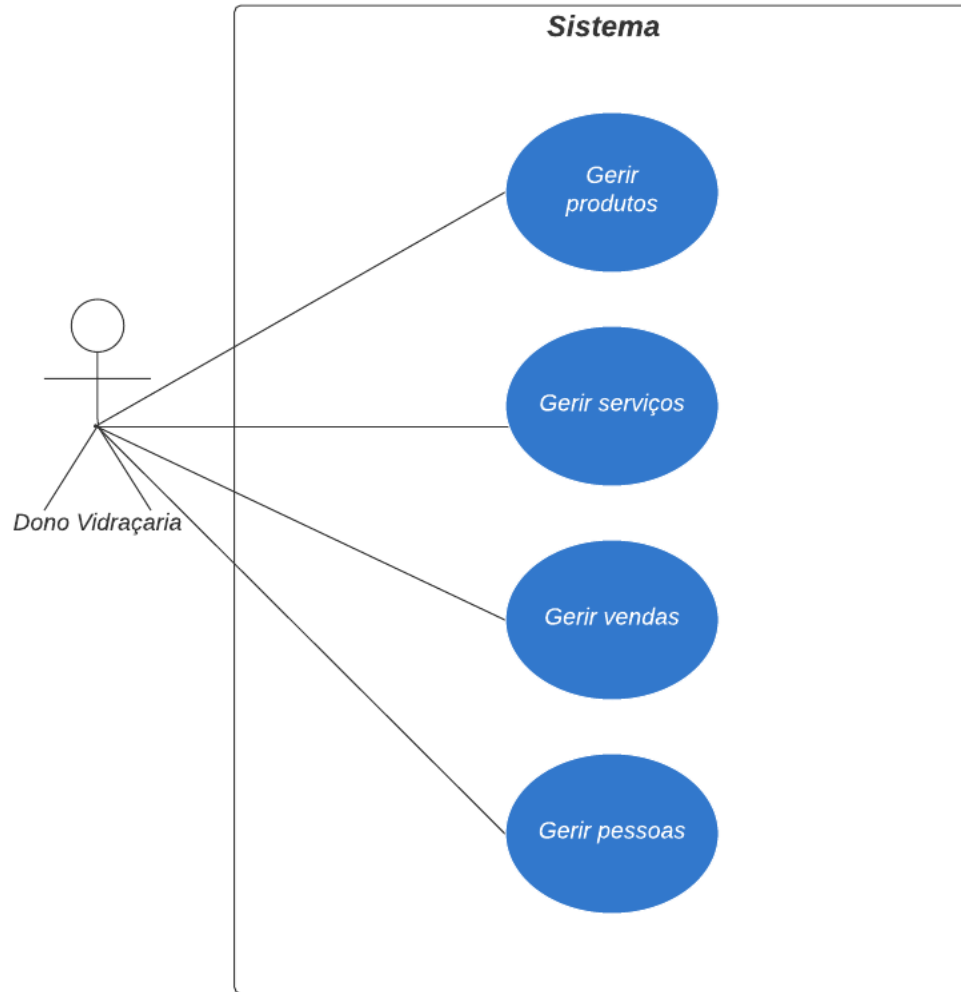 Sistema
Gerir
produtos
Gerir serviços
Dono Vidraçaria
Gerir vendas
Gerir pessoas